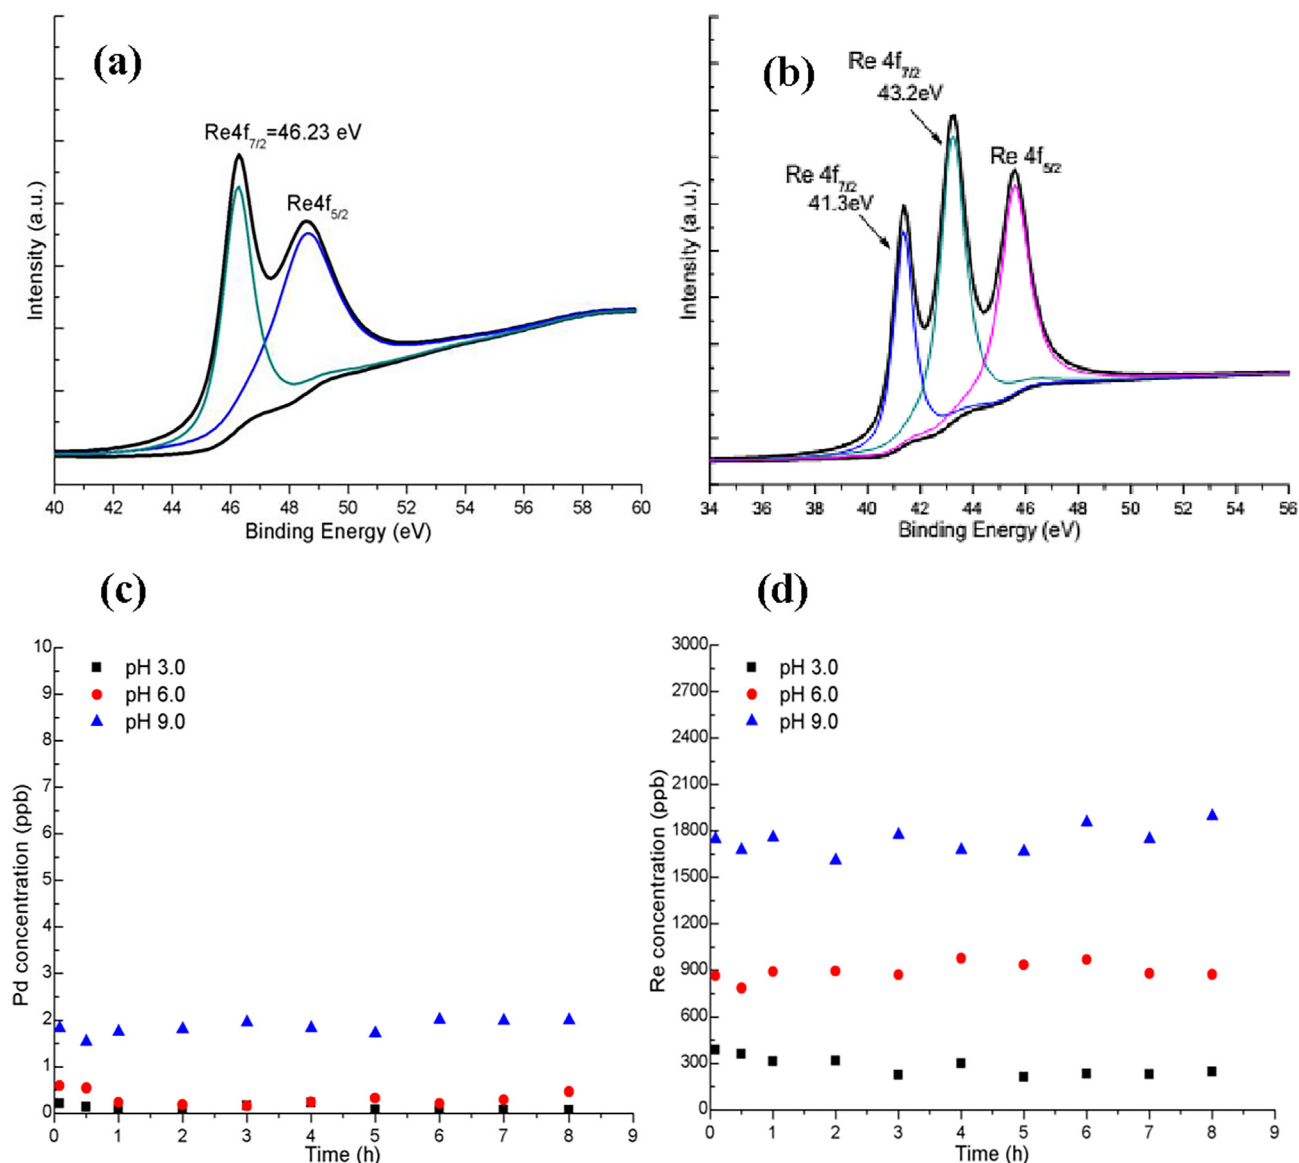 (a)
Re4f7/2=46.23 eV
Re4f5/2
Intensity (a.u.)
40 42 44 46 48 50 52 54 56 58 60
Binding Energy (eV)
(b)
Re 4f7/2
43.2eV
Re 4f5/2
Re 4f7/2
41.3eV
Intensity (a.u.)
34 36 38 40 42 44 46 48 50 52 54 56
Binding Energy (eV)
(c)
10
9
8
7
6
5
4
3
2
1
0
pH 3.0
pH 6.0
pH 9.0
Pd concentration (ppb)
0 1 2 3 4 5 6 7 8 9
Time (h)
(d)
3000
2700
2400
2100
1800
1500
1200
900
600
300
0
pH 3.0
pH 6.0
pH 9.0
Re concentration (ppb)
0 1 2 3 4 5 6 7 8 9
Time (h)